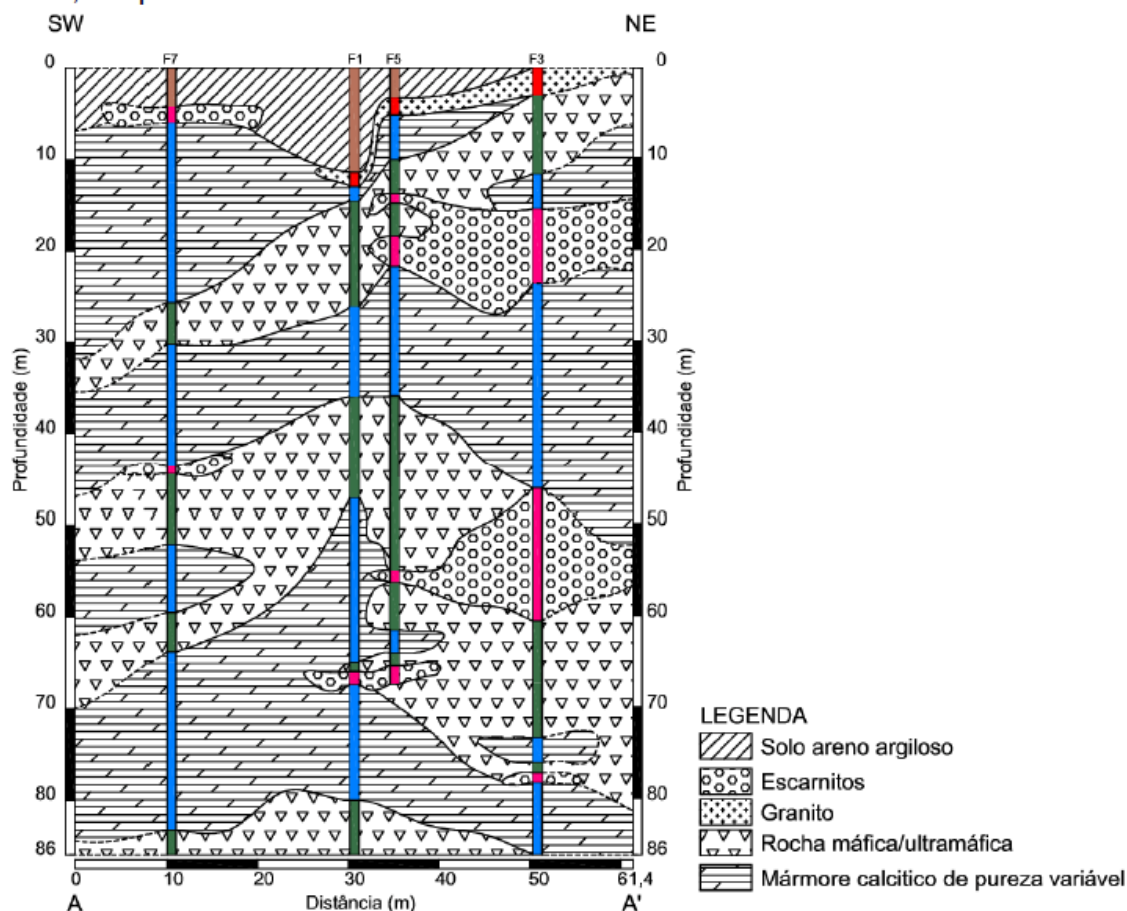 SW
NE
F7
F1
F5
F3
0
10
20
30
40
50
60
70
80
86
Profundidade (m)
0
10
20
30
40
50
60
70
80
86
Profundidade (m)
0
10
20
30
40
50
61,4
A
Distância (m)
A'
LEGENDA
Solo areno argiloso
Escarnitos
Granito
Rocha máfica/ultramáfica
Mármore calcitico de pureza variável